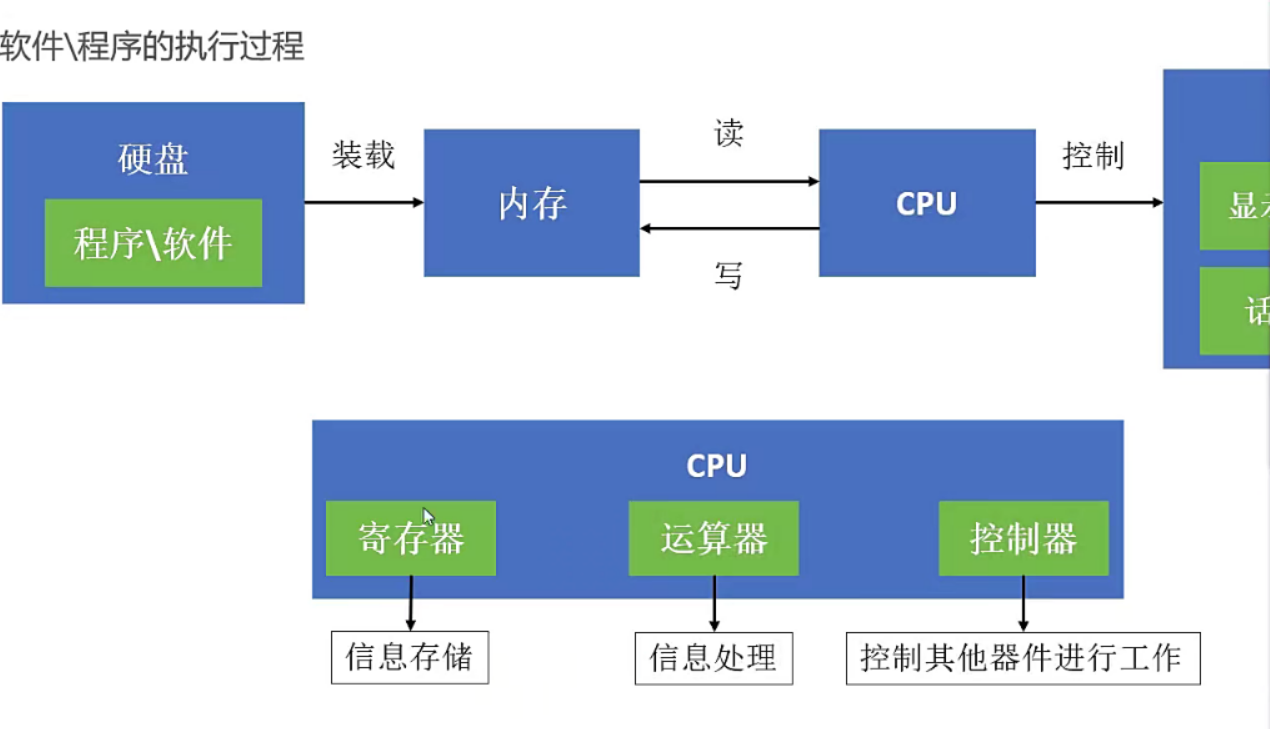 软件\程序的执行过程
硬盘
程序\软件
装载
内存
读
写
CPU
控制
显
话
CPU
寄存器
运算器
控制器
信息存储
信息处理
控制其他器件进行工作